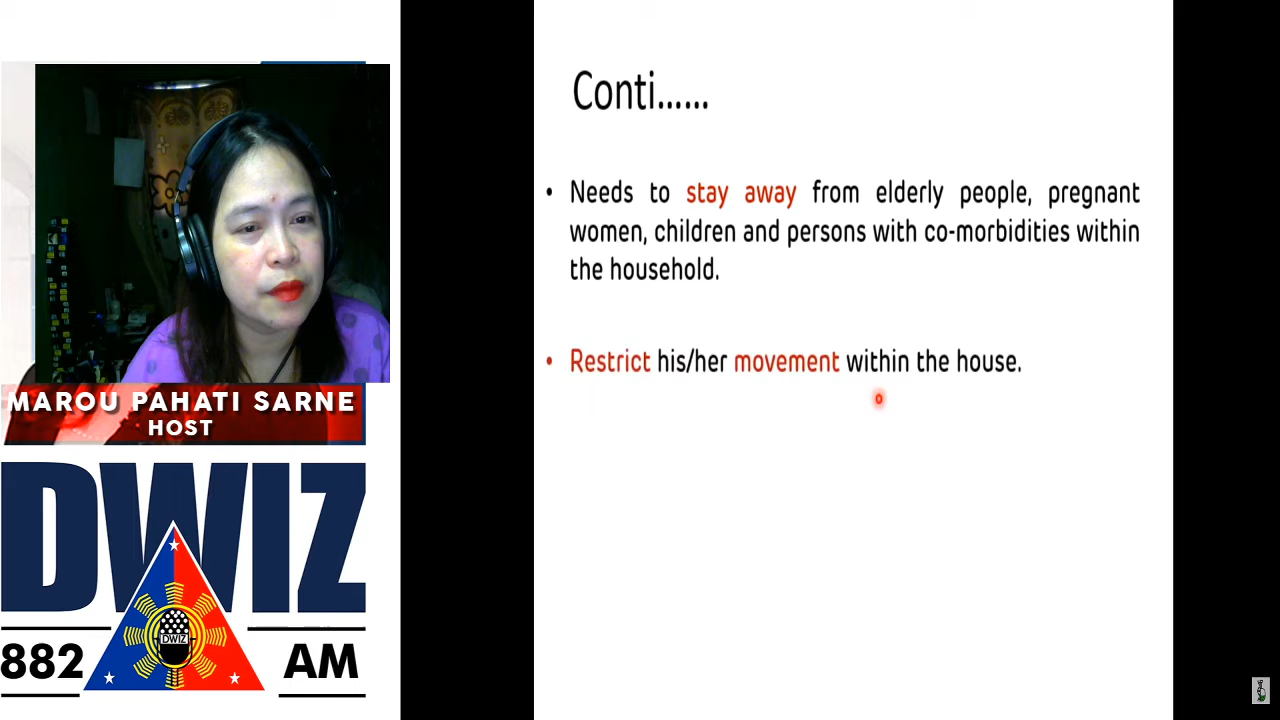 MAROU PAHATI SARNE
HOST
DWIZ
DWIZ
882
AM
Conti......
• Needs to stay away from elderly people, pregnant
women, children and persons with co-morbidities within
the household.
• Restrict his/her movement within the house.